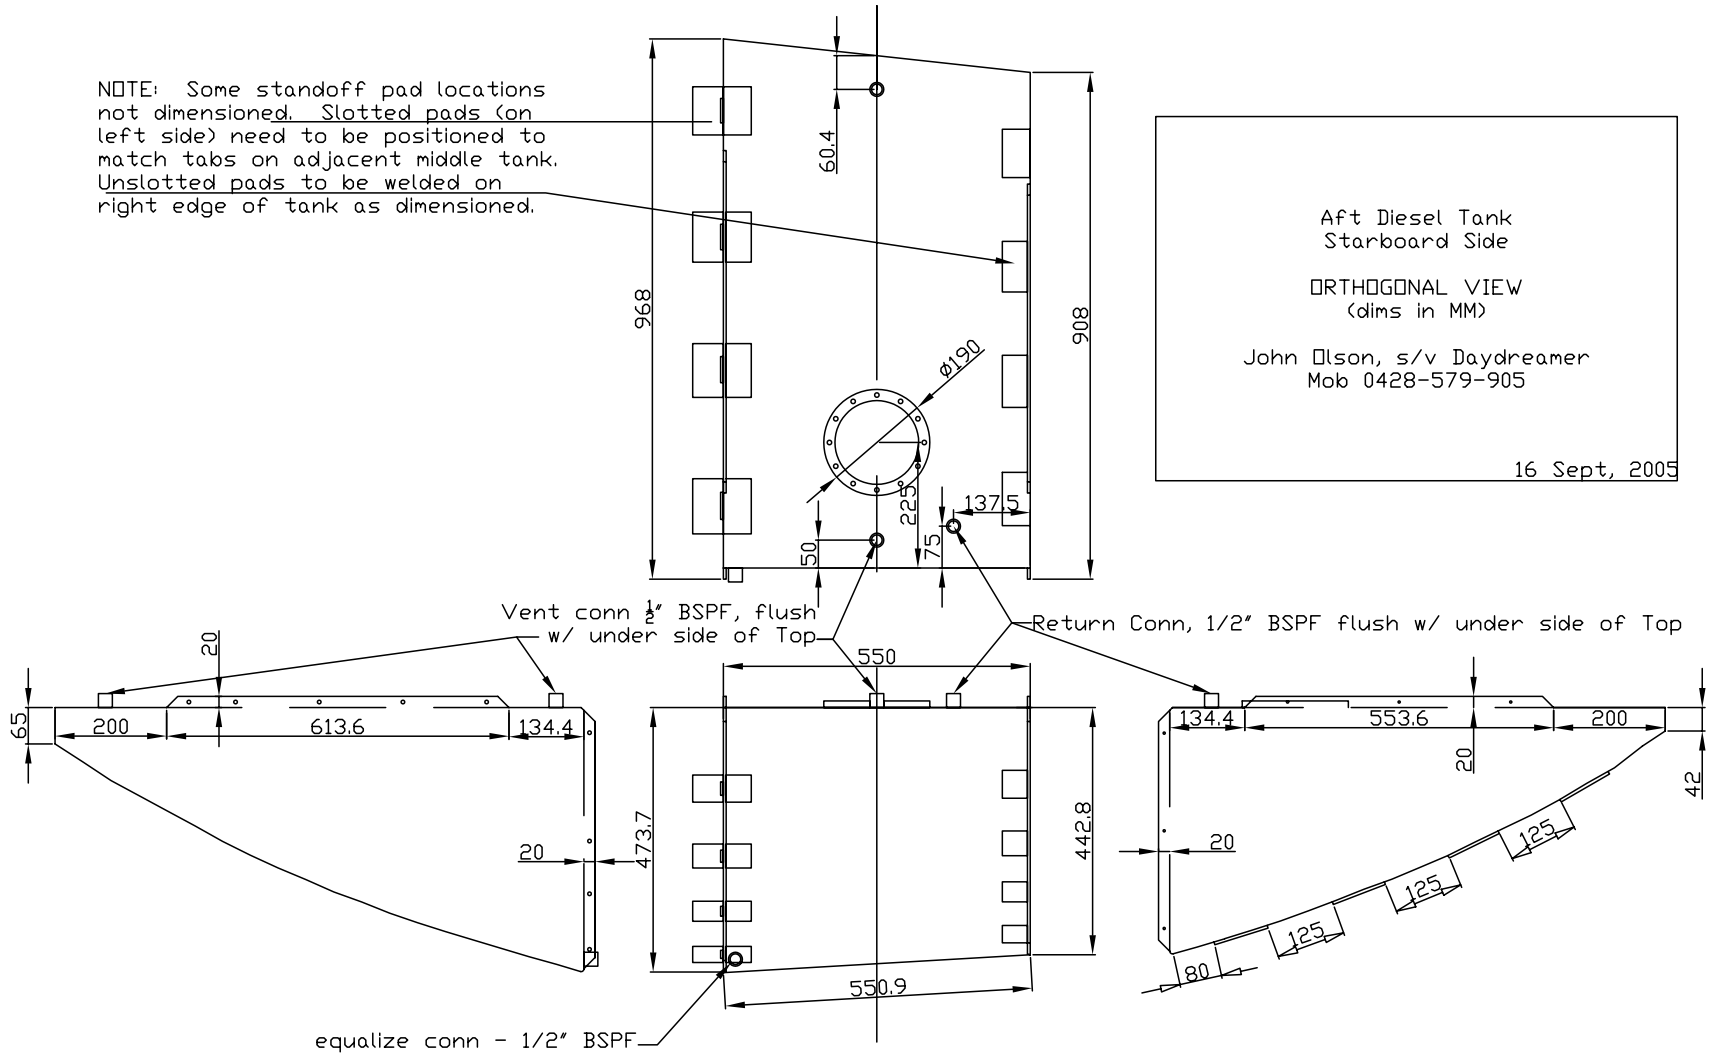 NOTE: Some standoff pad locations
not dimensioned. Slotted pads (on
left side) need to be positioned to
match tabs on adjacent middle tank.
Unslotted pads to be welded on
right edge of tank as dimensioned.
60.4
968
908
Ø190
225
137.5
75
50
Aft Diesel Tank
Starboard Side
ORTHOGONAL VIEW
(dims in MM)
John Olson, s/v Daydreamer
Mob 0428-579-905
16 Sept, 2005
Vent conn ½" BSPF, flush
w/ under side of Top
Return Conn, 1/2" BSPF flush w/ under side of Top
20
65
200
613.6
134.4
20
550
473.7
442.8
550.9
equalize conn - 1/2" BSPF
134.4
553.6
200
20
42
20
125
125
125
80